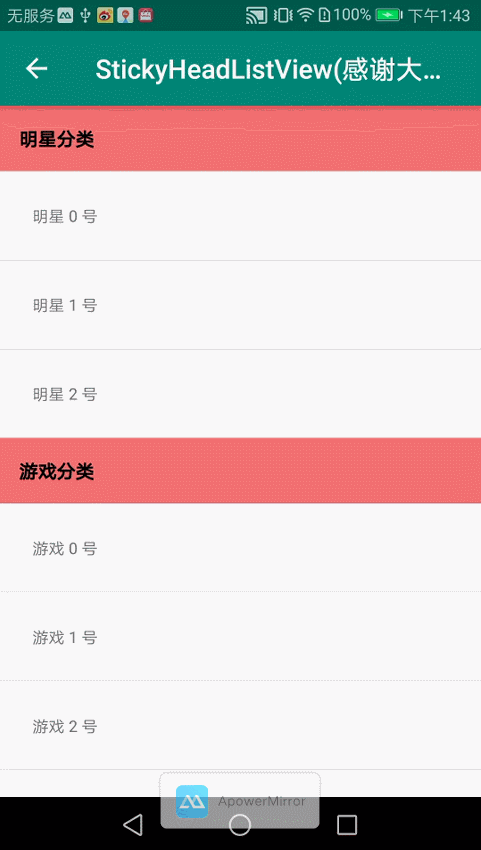 无服务 100% 下午1:43
StickyHeadListView(感谢大...
明星分类
明星 0 号
明星 1 号
明星 2 号
游戏分类
游戏 0 号
游戏 1 号
游戏 2 号
ApowerMirror